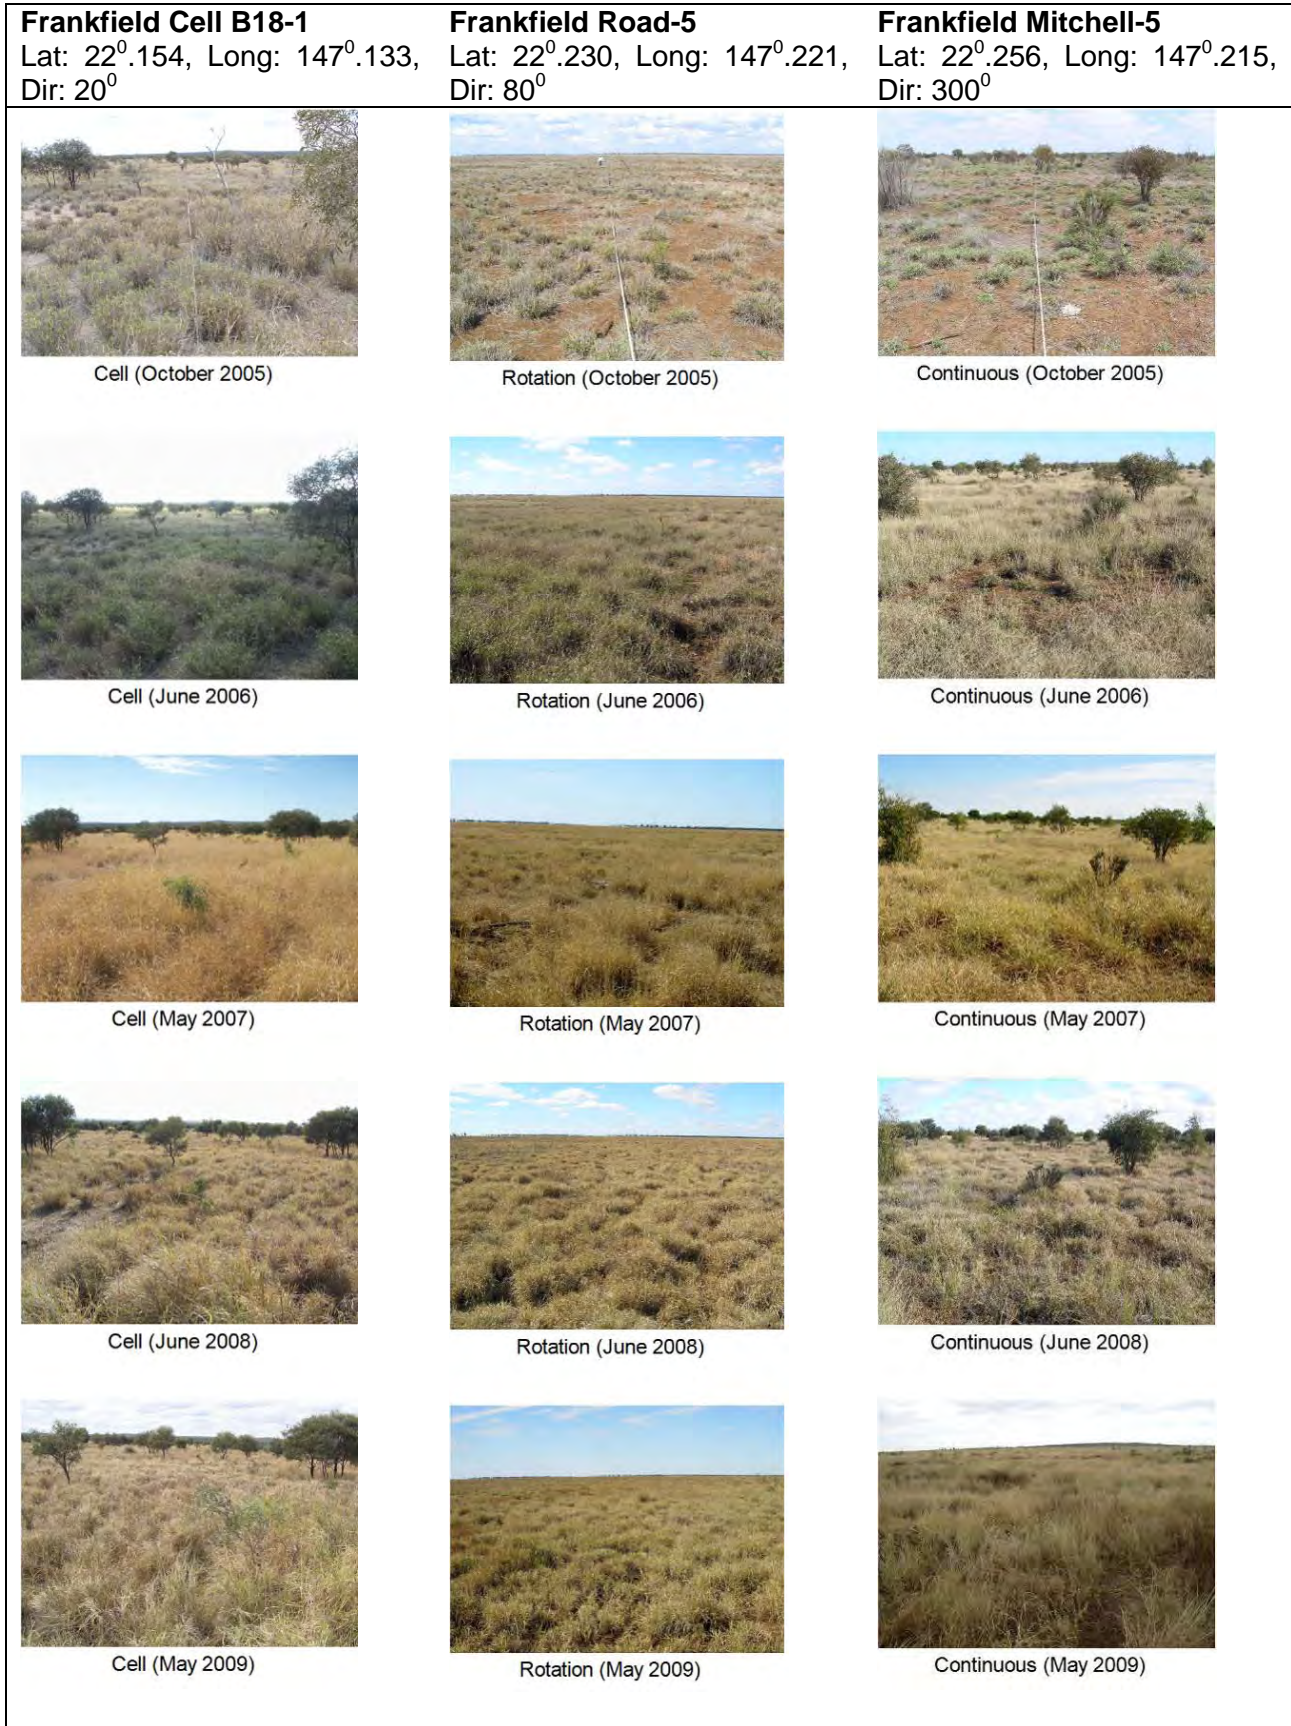 Frankfield Cell B18-1
Lat: 22⁰.154, Long: 147⁰.133,
Dir: 20⁰
Frankfield Road-5
Lat: 22⁰.230, Long: 147⁰.221,
Dir: 80⁰
Frankfield Mitchell-5
Lat: 22⁰.256, Long: 147⁰.215,
Dir: 300⁰
Cell (October 2005)
Rotation (October 2005)
Continuous (October 2005)
Cell (June 2006)
Rotation (June 2006)
Continuous (June 2006)
Cell (May 2007)
Rotation (May 2007)
Continuous (May 2007)
Cell (June 2008)
Rotation (June 2008)
Continuous (June 2008)
Cell (May 2009)
Rotation (May 2009)
Continuous (May 2009)